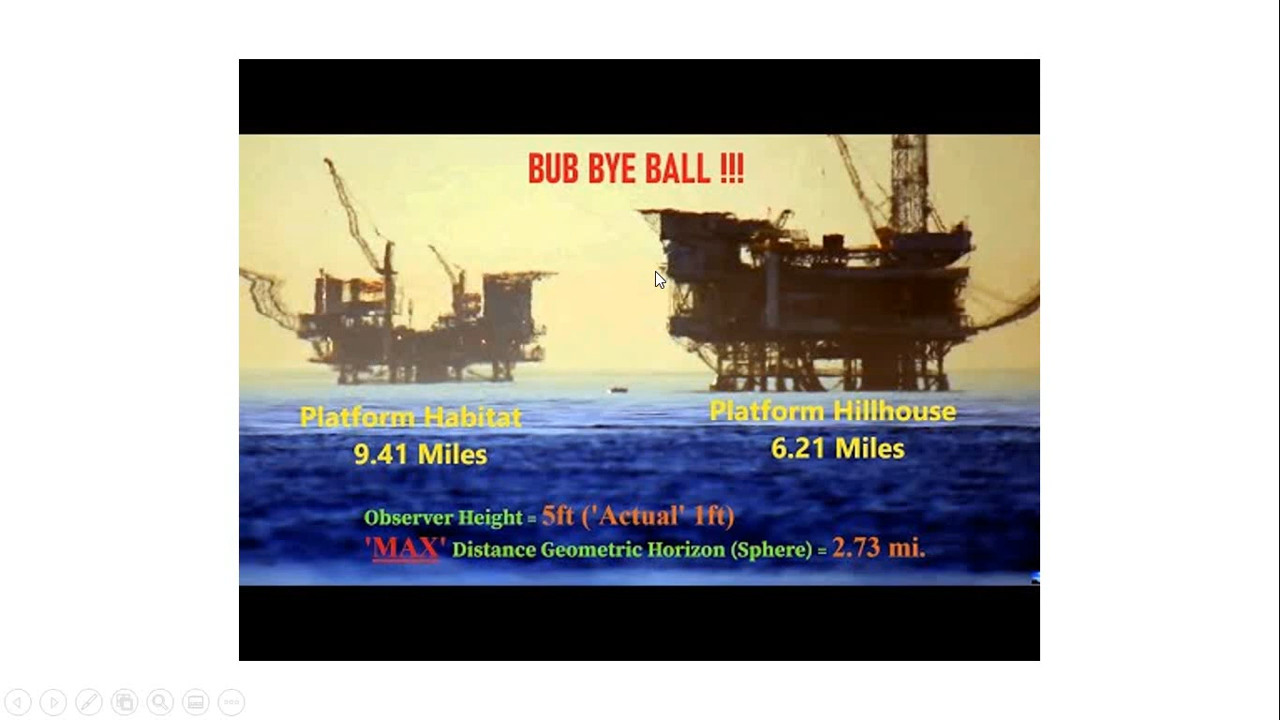 BUB BYE BALL !!!
Platform Habitat
9.41 Miles
Platform Hillhouse
6.21 Miles
Observer Height = 5ft ('Actual' 1ft)
'MAX' Distance Geometric Horizon (Sphere) = 2.73 mi.